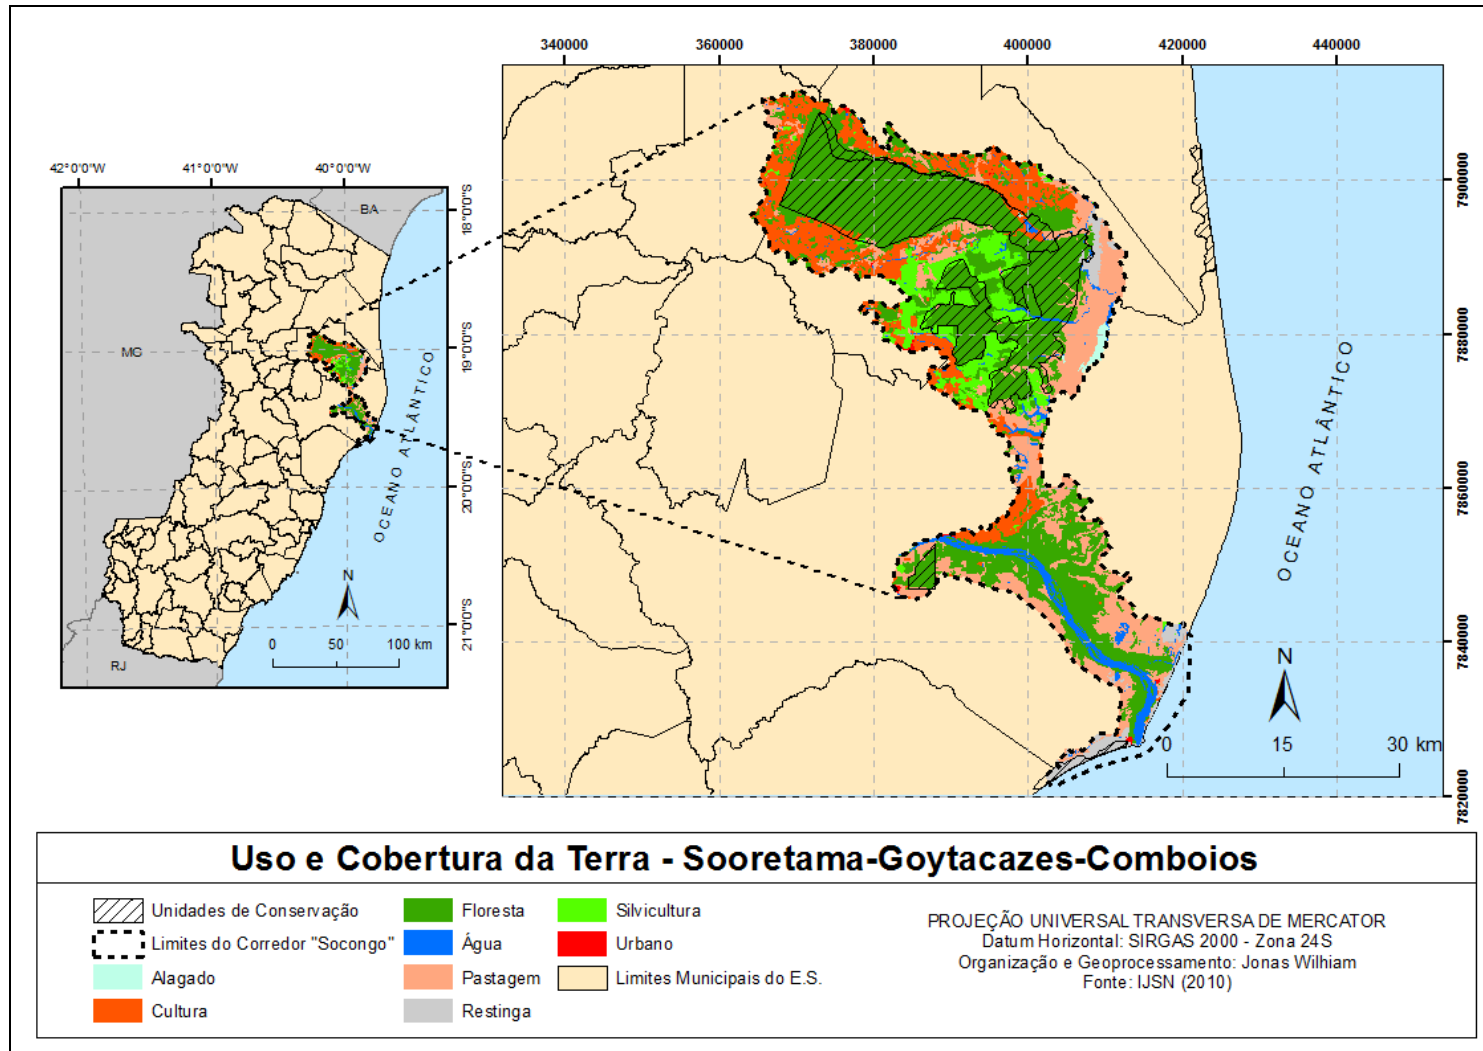 340000 360000 380000 400000 420000 440000
7900000
7880000
7860000
7840000
7820000
42°0'0"W 41°0'0"W 40°0'0"W
18°0'0"S
19°0'0"S
20°0'0"S
21°0'0"S
BA
MG
RJ
OCEANO ATLÂNTICO
N
0 50 100 km
OCEANO ATLÂNTICO
N
0 15 30 km
Uso e Cobertura da Terra - Sooretama-Goytacazes-Comboios
Unidades de Conservação
Limites do Corredor "Socongo"
Alagado
Cultura
Floresta
Água
Pastagem
Restinga
Silvicultura
Urbano
Limites Municipais do E.S.
PROJEÇÃO UNIVERSAL TRANSVERSA DE MERCATOR
Datum Horizontal: SIRGAS 2000 - Zona 24S
Organização e Geoprocessamento: Jonas Wilhiam
Fonte: IJSN (2010)